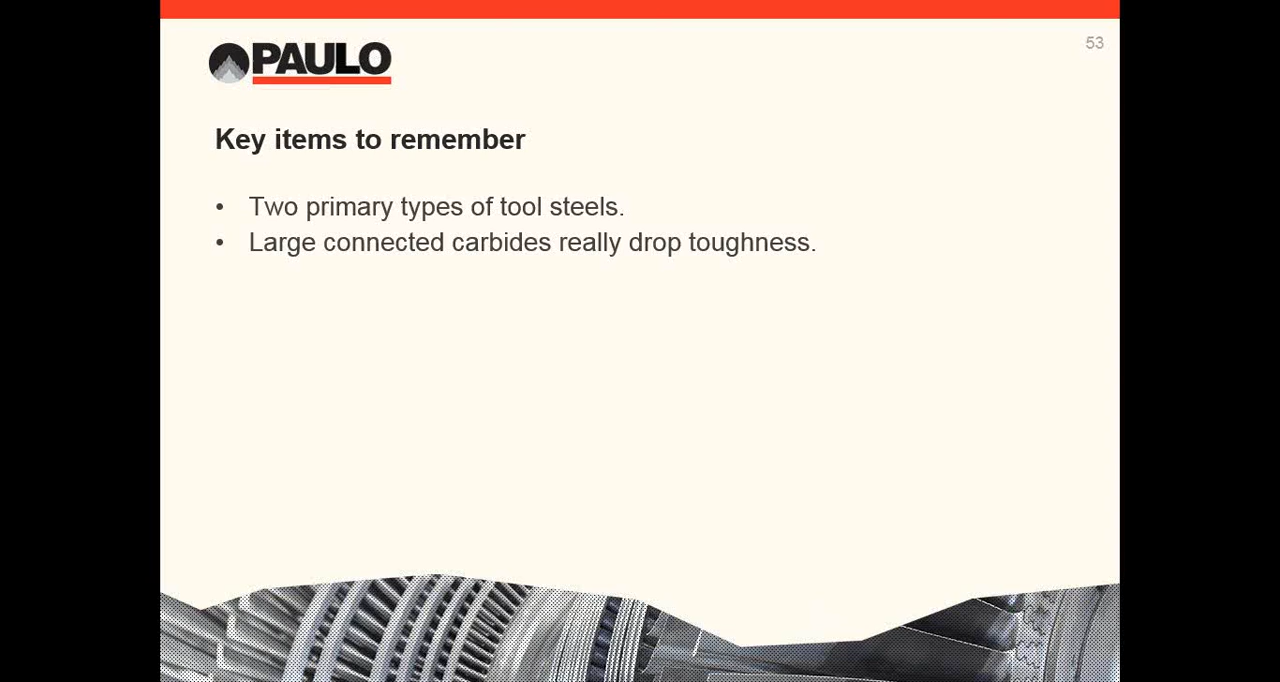 53
PAULO
Key items to remember
• Two primary types of tool steels.
• Large connected carbides really drop toughness.